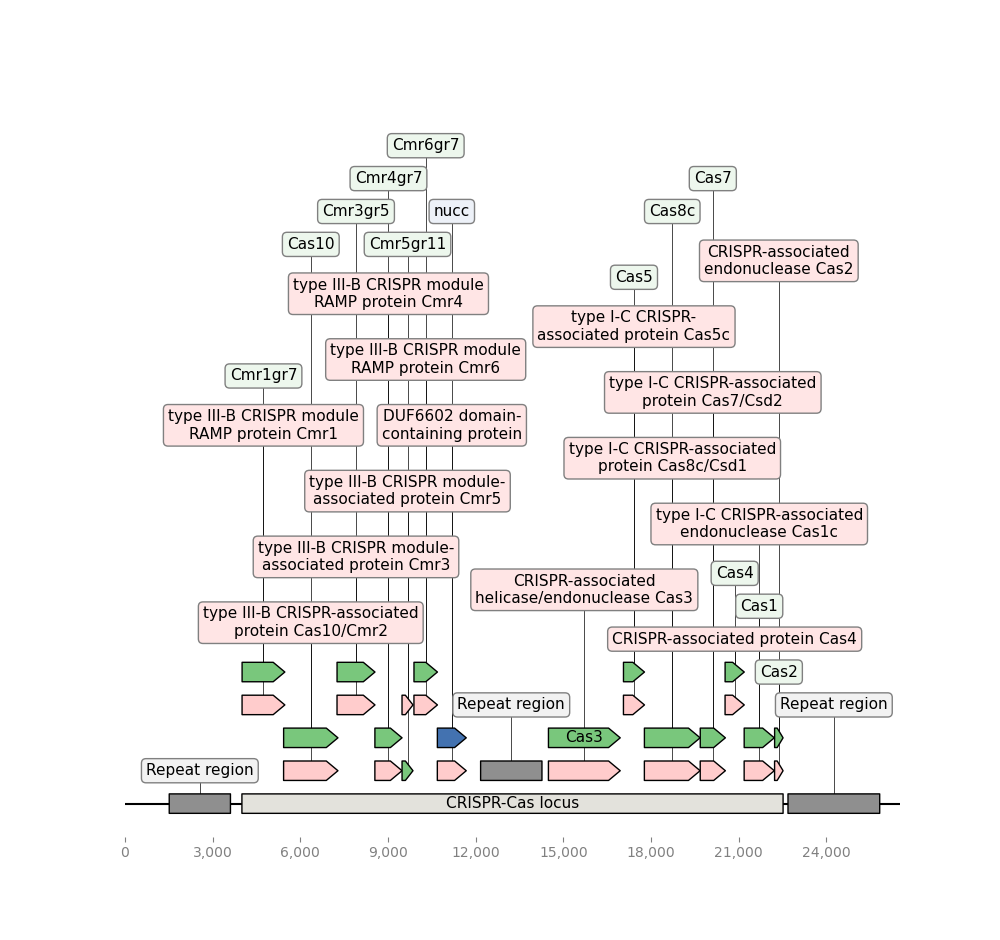 Cmr6gr7
Cmr4gr7
Cas7
Cmr3gr5
nucc
Cas8c
Cas10
Cmr5gr11
CRISPR-associated
endonuclease Cas2
Cas5
type III-B CRISPR module
RAMP protein Cmr4
type I-C CRISPR-
associated protein Cas5c
type III-B CRISPR module
RAMP protein Cmr6
Cmr1gr7
type I-C CRISPR-associated
protein Cas7/Csd2
type III-B CRISPR module
RAMP protein Cmr1
DUF6602 domain-
containing protein
type I-C CRISPR-associated
protein Cas8c/Csd1
type III-B CRISPR module-
associated protein Cmr5
type I-C CRISPR-associated
endonuclease Cas1c
type III-B CRISPR module-
associated protein Cmr3
Cas4
CRISPR-associated
helicase/endonuclease Cas3
Cas1
type III-B CRISPR-associated
protein Cas10/Cmr2
CRISPR-associated protein Cas4
Cas2
Repeat region
Repeat region
Cas3
Repeat region
CRISPR-Cas locus
0
3,000
6,000
9,000
12,000
15,000
18,000
21,000
24,000